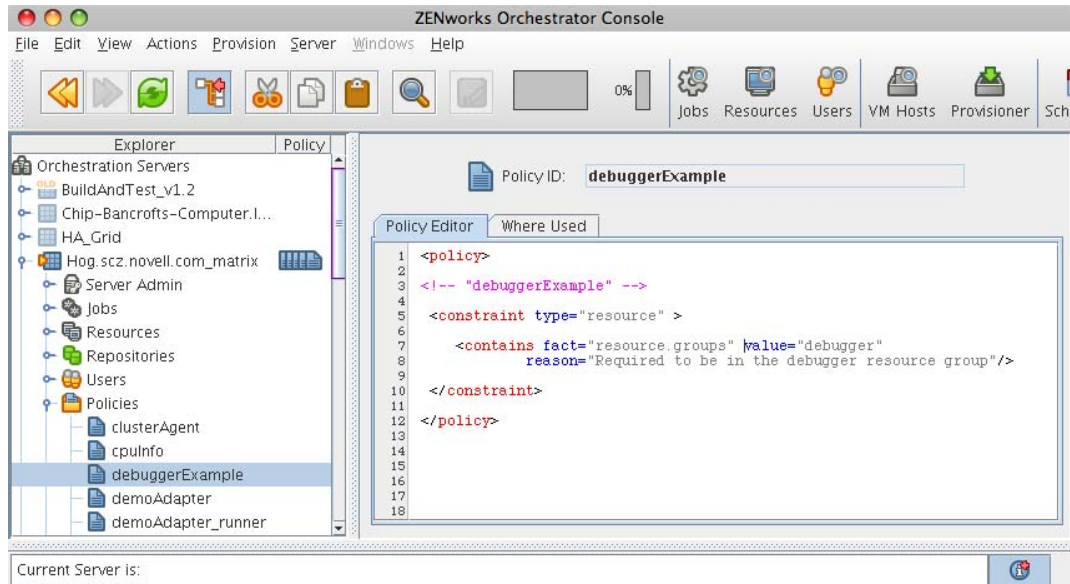 ZENworks Orchestrator Console
File Edit View Actions Provision Server Windows Help
0%
Jobs Resources Users VM Hosts Provisioner Sch
Explorer Policy
Orchestration Servers
OLD BuildAndTest_v1.2
Chip-Bancrofts-Computer.l...
HA_Grid
Hog.scz.novell.com_matrix
Server Admin
Jobs
Resources
Repositories
Users
Policies
clusterAgent
cpuInfo
debuggerExample
demoAdapter
demoAdapter_runner
Policy ID: debuggerExample
Policy Editor Where Used
1 <policy>
2
3 <!-- "debuggerExample" -->
4
5 <constraint type="resource" >
6
7 <contains fact="resource.groups" value="debugger"
8 reason="Required to be in the debugger resource group"/>
9
10 </constraint>
11
12 </policy>
13
14
15
16
17
18
Current Server is: